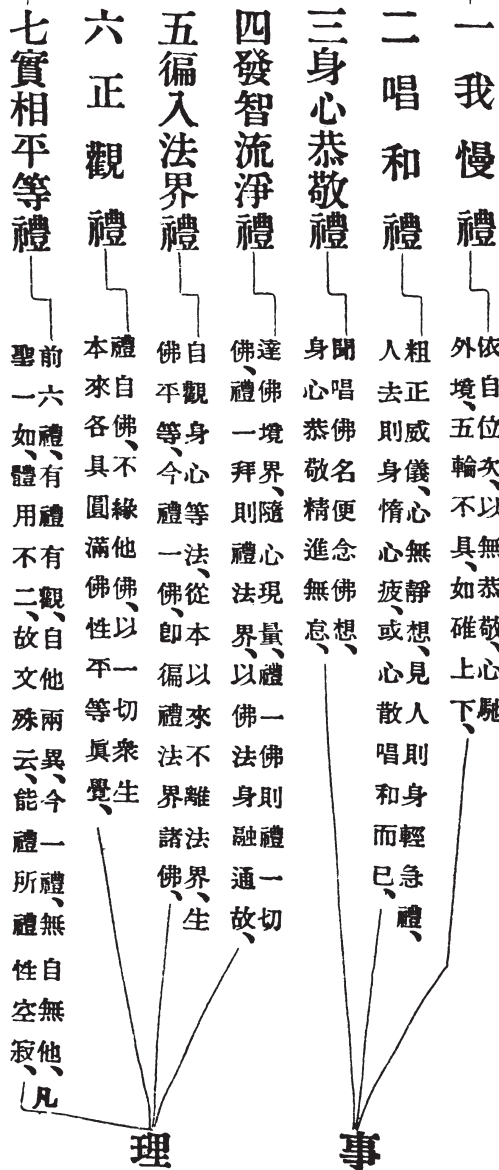 一我慢禮
依自位次、以無恭敬、心馳
外境、五輪不具、如碓上下、
二唱和禮
粗正威儀、心無靜想、見人則身輕急禮、
人去則身惰心疲、或心散唱和而已、
三身心恭敬禮
聞唱佛名便念佛想、
身心恭敬精進無怠、
四發智流淨禮
達佛境界、隨心現量、禮一佛則禮一切
佛、禮一拜則禮法界、以佛法身融通故、
五徧入法界禮
自觀身心等法、從本以來不離法界、生
佛平等、今禮一佛、卽徧禮法界諸佛、
六正觀禮
禮自佛、不緣他佛、以一切衆生
本來各具圓滿佛性平等眞覺、
七實相平等禮
前六禮、有禮有觀、自他兩異、今一禮、無自無他、凡
聖一如、體用不二、故文殊云、能禮所禮性空寂、
事
理